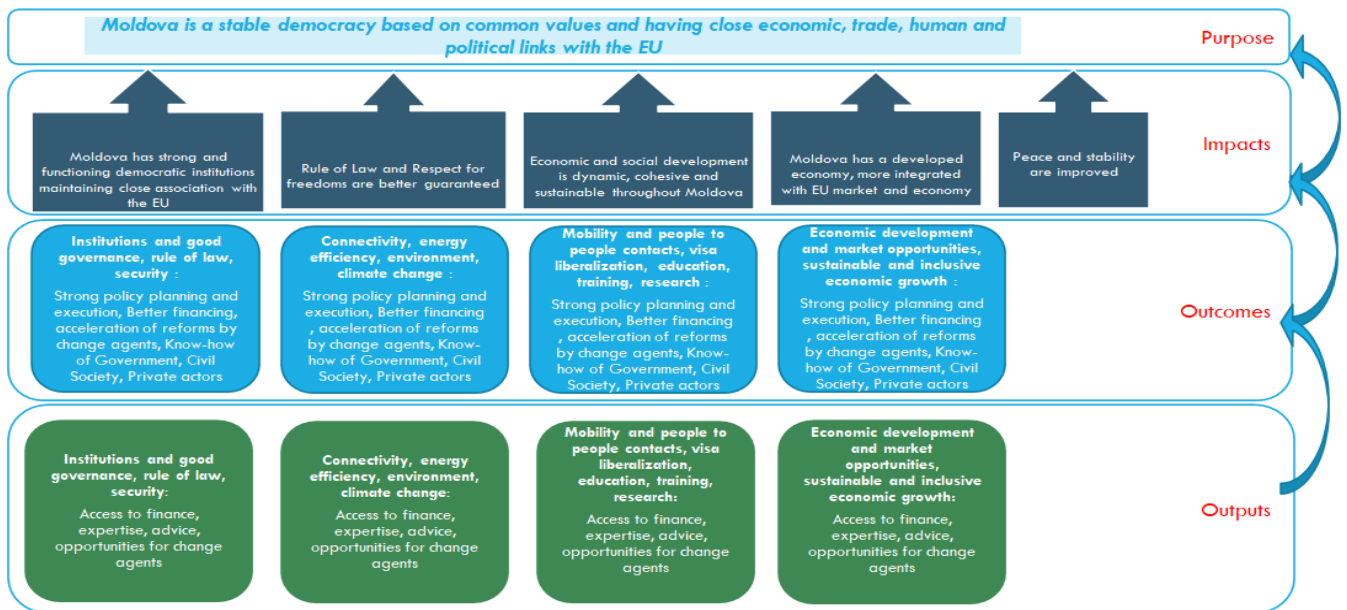 Moldova is a stable democracy based on common values and having close economic, trade, human and
political links with the EU
Purpose
Moldova has strong and
functioning democratic institutions
maintaining close association with
the EU
Rule of Law and Respect for
freedoms are better guaranteed
Economic and social development
is dynamic, cohesive and
sustainable throughout Moldova
Moldova has a developed
economy, more integrated
with EU market and economy
Peace and stability
are improved
Impacts
Institutions and good
governance, rule of law,
security :
Strong policy planning and
execution, Better financing,
acceleration of reforms by
change agents, Know-how
of Government, Civil
Society, Private actors
Connectivity, energy
efficiency, environment,
climate change :
Strong policy planning and
execution, Better financing
, acceleration of reforms
by change agents, Know-
how of Government, Civil
Society, Private actors
Mobility and people to
people contacts, visa
liberalization, education,
training, research :
Strong policy planning and
execution, Better financing
, acceleration of reforms
by change agents, Know-
how of Government, Civil
Society, Private actors
Economic development
and market opportunities,
sustainable and inclusive
economic growth :
Strong policy planning and
execution, Better financing
, acceleration of reforms
by change agents, Know-
how of Government, Civil
Society, Private actors
Outcomes
Institutions and good
governance, rule of law,
security:
Access to finance,
expertise, advice,
opportunities for change
agents
Connectivity, energy
efficiency, environment,
climate change:
Access to finance,
expertise, advice,
opportunities for change
agents
Mobility and people to
people contacts, visa
liberalization,
education, training,
research:
Access to finance,
expertise, advice,
opportunities for change
agents
Economic development
and market
opportunities,
sustainable and inclusive
economic growth:
Access to finance,
expertise, advice,
opportunities for change
agents
Outputs